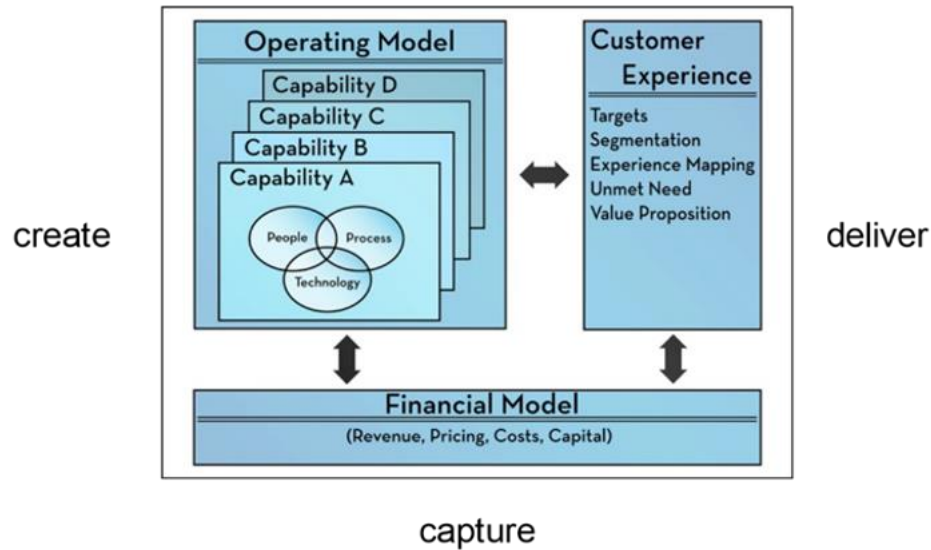 Operating Model
Capability D
Capability C
Capability B
Capability A
People
Process
Technology
Customer
Experience
Targets
Segmentation
Experience Mapping
Unmet Need
Value Proposition
create
deliver
Financial Model
(Revenue, Pricing, Costs, Capital)
capture